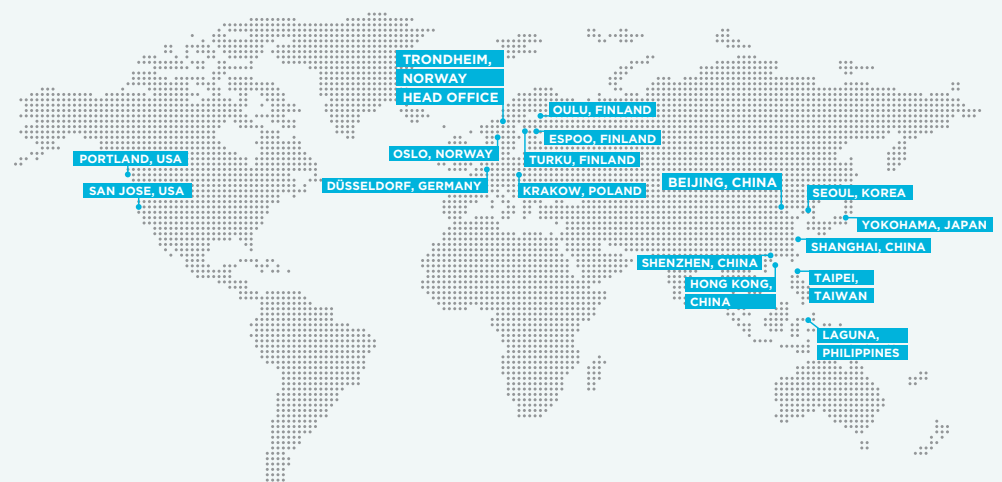 TRONDHEIM,
NORWAY
HEAD OFFICE
OULU, FINLAND
ESPOO, FINLAND
OSLO, NORWAY
TURKU, FINLAND
PORTLAND, USA
DÜSSELDORF, GERMANY
KRAKOW, POLAND
BEIJING, CHINA
SAN JOSE, USA
SEOUL, KOREA
YOKOHAMA, JAPAN
SHANGHAI, CHINA
SHENZHEN, CHINA
HONG KONG,
CHINA
TAIPEI,
TAIWAN
LAGUNA,
PHILIPPINES